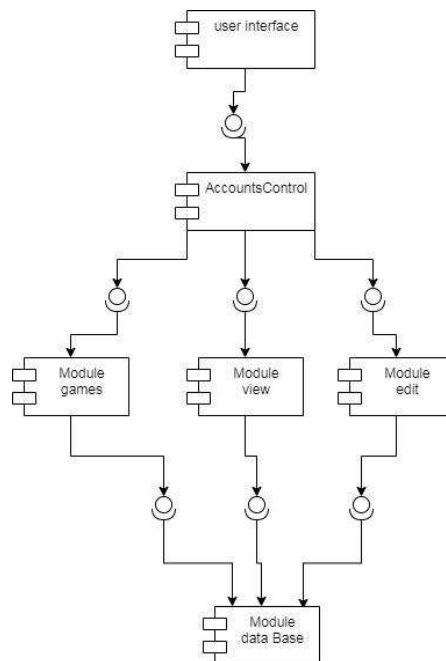 user interface
AccountsControl
Module
games
Module
view
Module
edit
Module
data Base